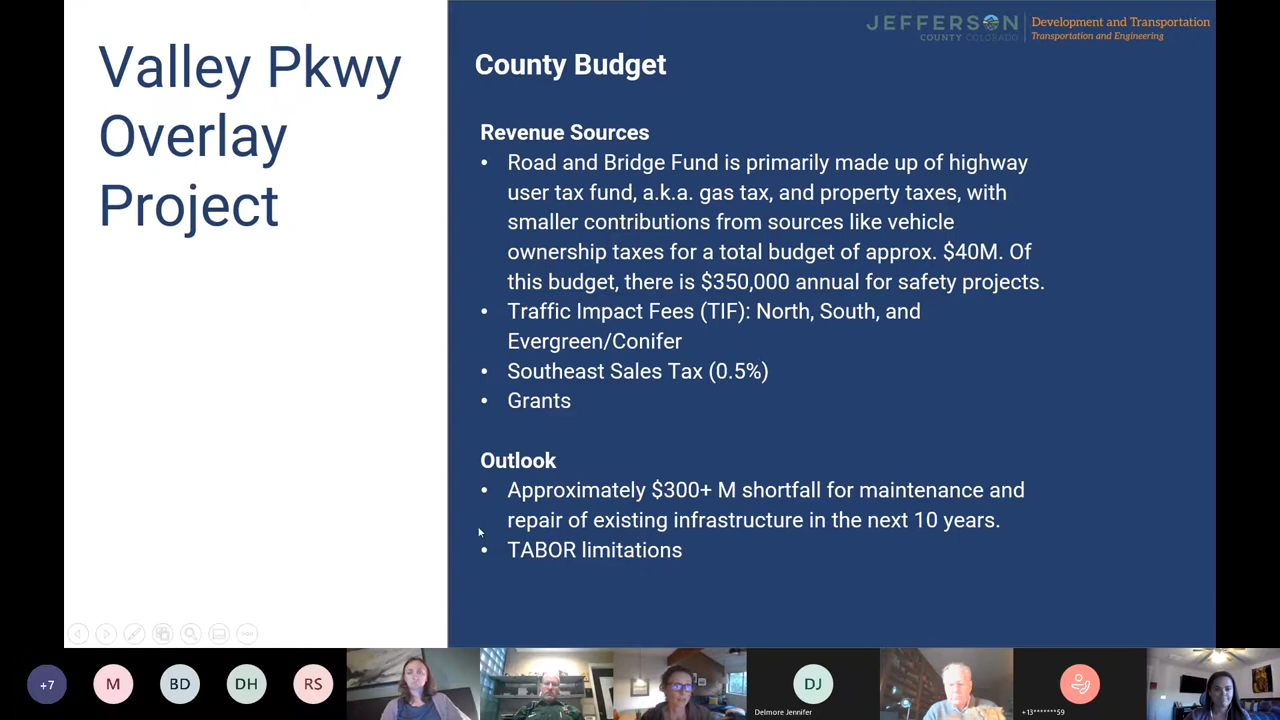 JEFFERSON
COUNTY COLORADO
Development and Transportation
Transportation and Engineering
Valley Pkwy
Overlay
Project
County Budget
Revenue Sources
• Road and Bridge Fund is primarily made up of highway
user tax fund, a.k.a. gas tax, and property taxes, with
smaller contributions from sources like vehicle
ownership taxes for a total budget of approx. $40M. Of
this budget, there is $350,000 annual for safety projects.
• Traffic Impact Fees (TIF): North, South, and
Evergreen/Conifer
• Southeast Sales Tax (0.5%)
• Grants
Outlook
• Approximately $300+ M shortfall for maintenance and
repair of existing infrastructure in the next 10 years.
• TABOR limitations
+7
M
BD
DH
RS
DJ
Delmore Jennifer
+13*******59